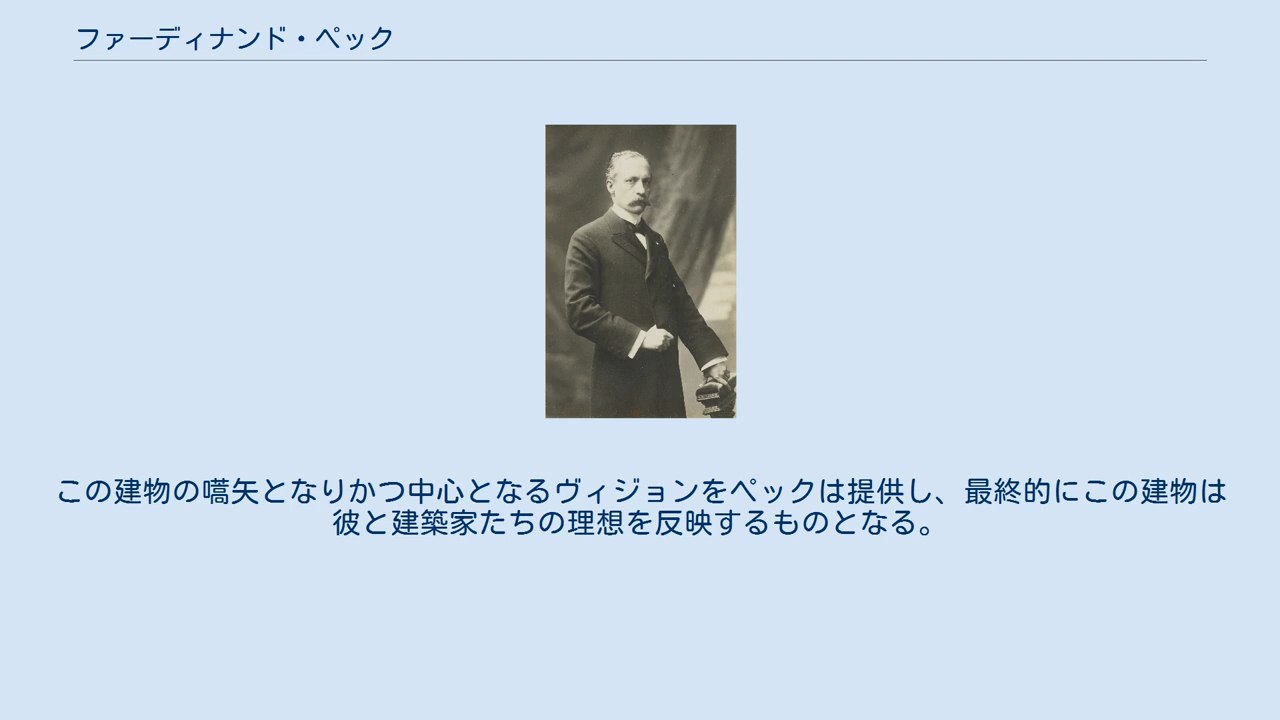 ファーディナンド・ペック
この建物の嚆矢となりかつ中心となるヴィジョンをペックは提供し、最終的にこの建物は
彼と建築家たちの理想を反映するものとなる。